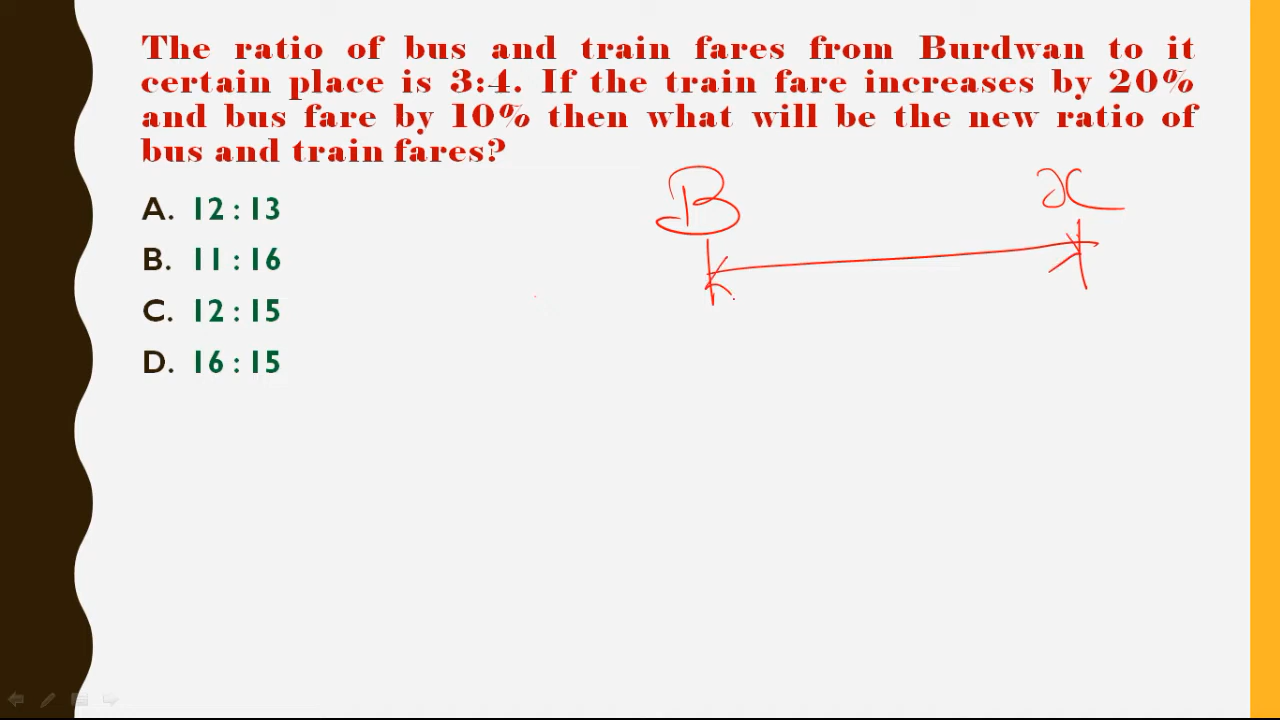 The ratio of bus and train fares from Burdwan to it
certain place is 3:4. If the train fare increases by 20%
and bus fare by 10% then what will be the new ratio of
bus and train fares?
B x
A. 12 : 13
B. 11 : 16
C. 12 : 15
D. 16 : 15